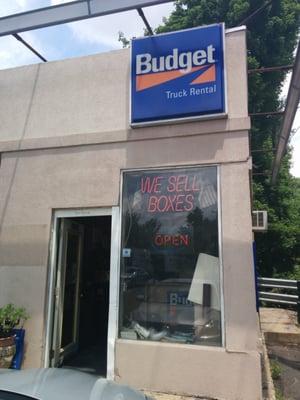 Budget
Truck Rental
WE SELL
BOXES
OPEN